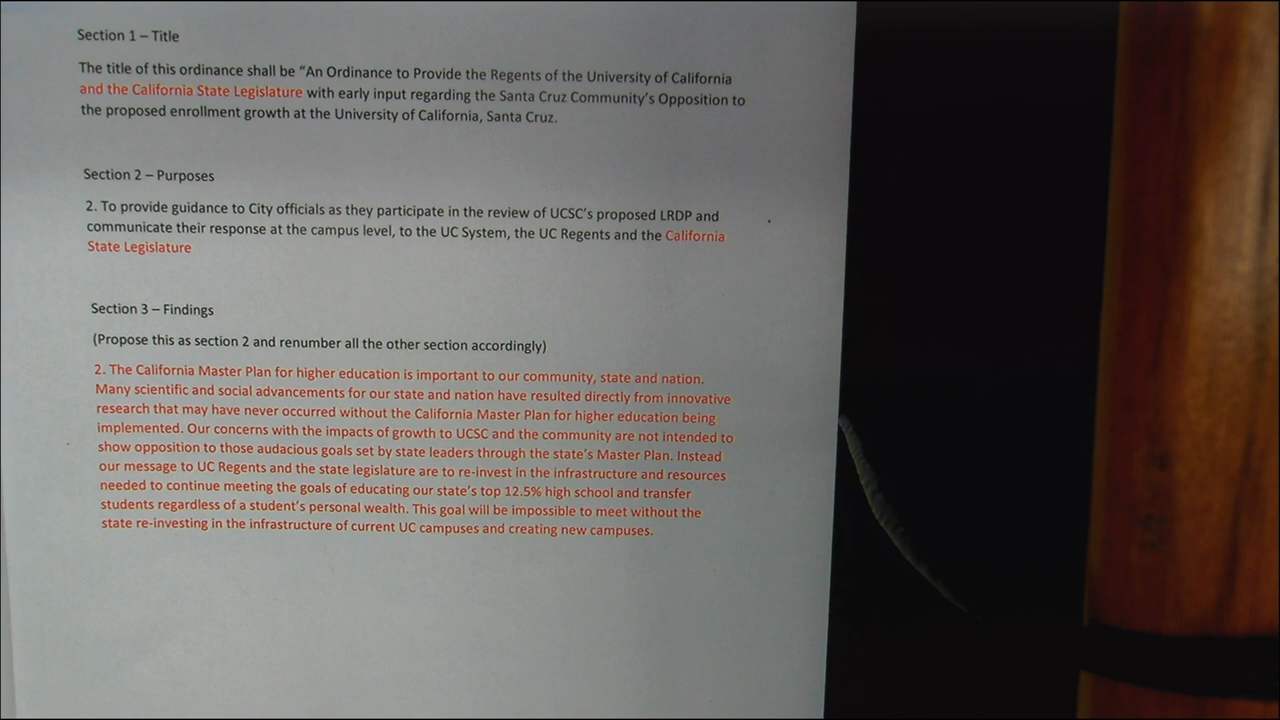 Section 1 – Title
The title of this ordinance shall be “An Ordinance to Provide the Regents of the University of California
and the California State Legislature with early input regarding the Santa Cruz Community’s Opposition to
the proposed enrollment growth at the University of California, Santa Cruz.
Section 2 – Purposes
2. To provide guidance to City officials as they participate in the review of UCSC’s proposed LRDP and
communicate their response at the campus level, to the UC System, the UC Regents and the California
State Legislature
Section 3 – Findings
(Propose this as section 2 and renumber all the other section accordingly)
2. The California Master Plan for higher education is important to our community, state and nation.
Many scientific and social advancements for our state and nation have resulted directly from innovative
research that may have never occurred without the California Master Plan for higher education being
implemented. Our concerns with the impacts of growth to UCSC and the community are not intended to
show opposition to those audacious goals set by state leaders through the state’s Master Plan. Instead
our message to UC Regents and the state legislature are to re-invest in the infrastructure and resources
needed to continue meeting the goals of educating our state’s top 12.5% high school and transfer
students regardless of a student’s personal wealth. This goal will be impossible to meet without the
state re-investing in the infrastructure of current UC campuses and creating new campuses.